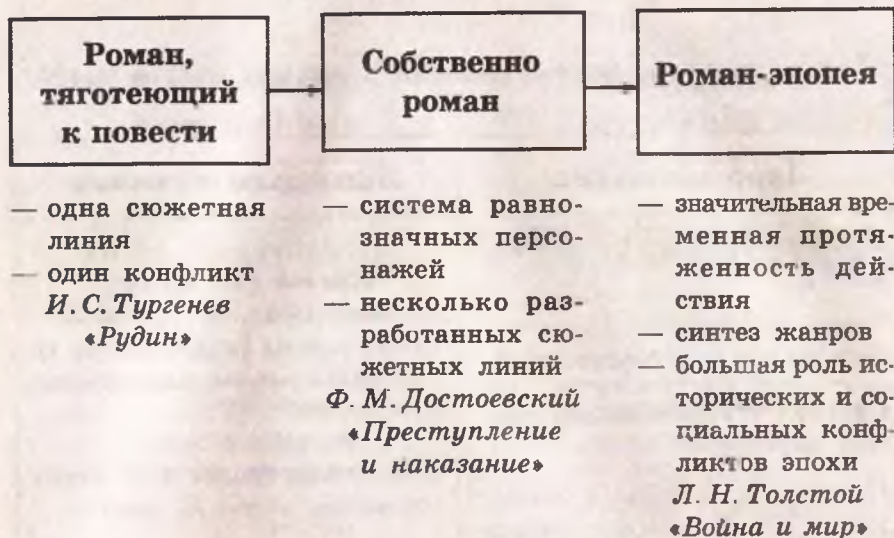 Роман,
тяготеющий
к повести
— одна сюжетная
линия
— один конфликт
И. С. Тургенев
«Рудин»
Собственно
роман
— система равно-
значных персо-
нажей
— несколько раз-
работанных сю-
жетных линий
Ф. М. Достоевский
«Преступление
и наказание»
Роман-эпопея
— значительная вре-
менная протя-
женность дей-
ствия
— синтез жанров
— большая роль ис-
торических и со-
циальных конф-
ликтов эпохи
Л. Н. Толстой
«Война и мир»